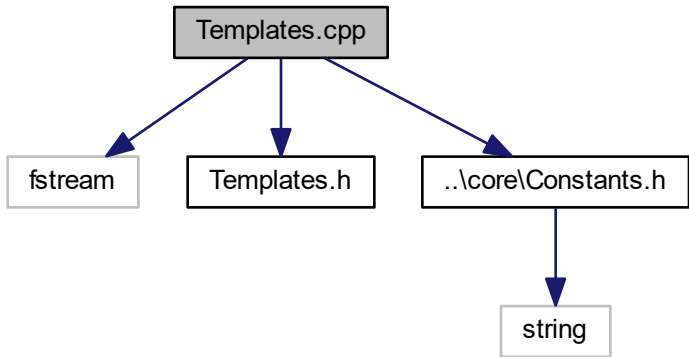 Templates.cpp
fstream
Templates.h
..\core\Constants.h
string